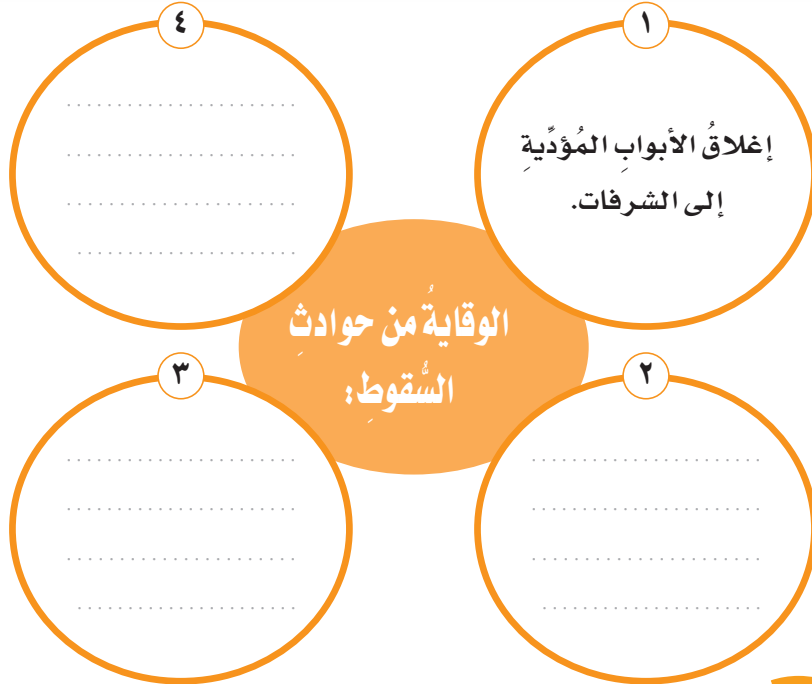 ١
إغلاقُ الأبوابِ المُؤدِّيةِ
إلى الشرفات.
٤
الوقايةُ من حوادثِ
السُّقوطِ:
٢
٣